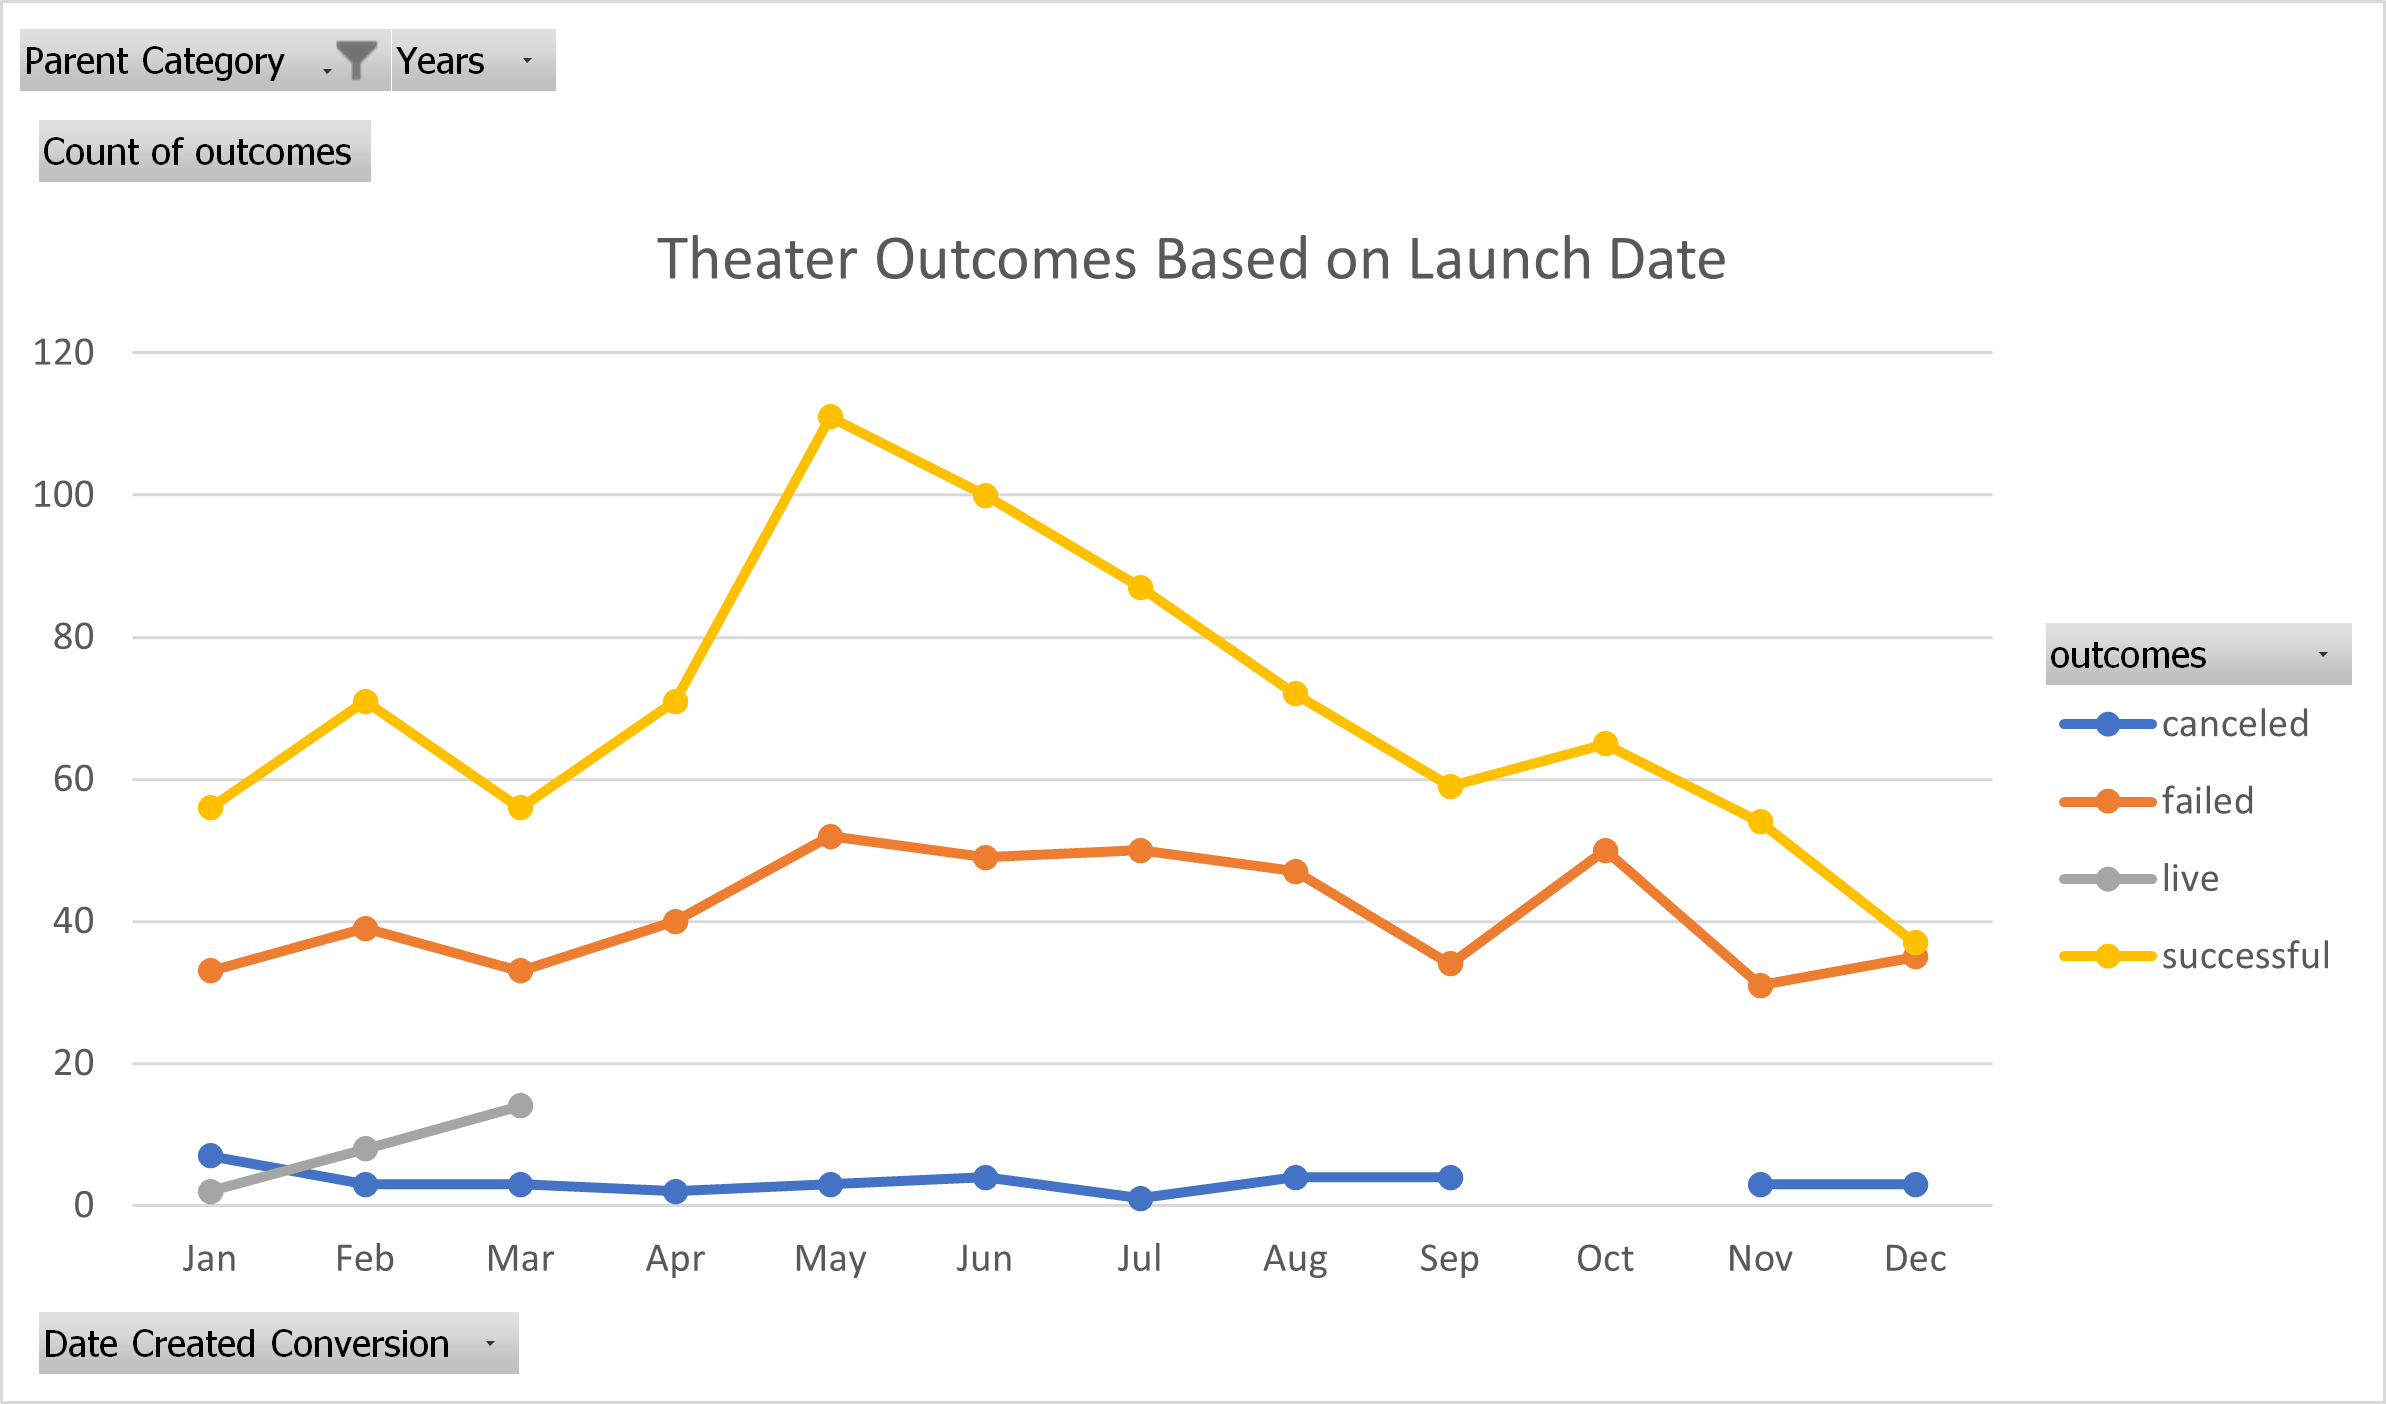 Parent Category Years
Count of outcomes
Theater Outcomes Based on Launch Date
120
100
80
60
40
20
0
Jan Feb Mar Apr May Jun Jul Aug Sep Oct Nov Dec
outcomes
canceled
failed
live
successful
Date Created Conversion